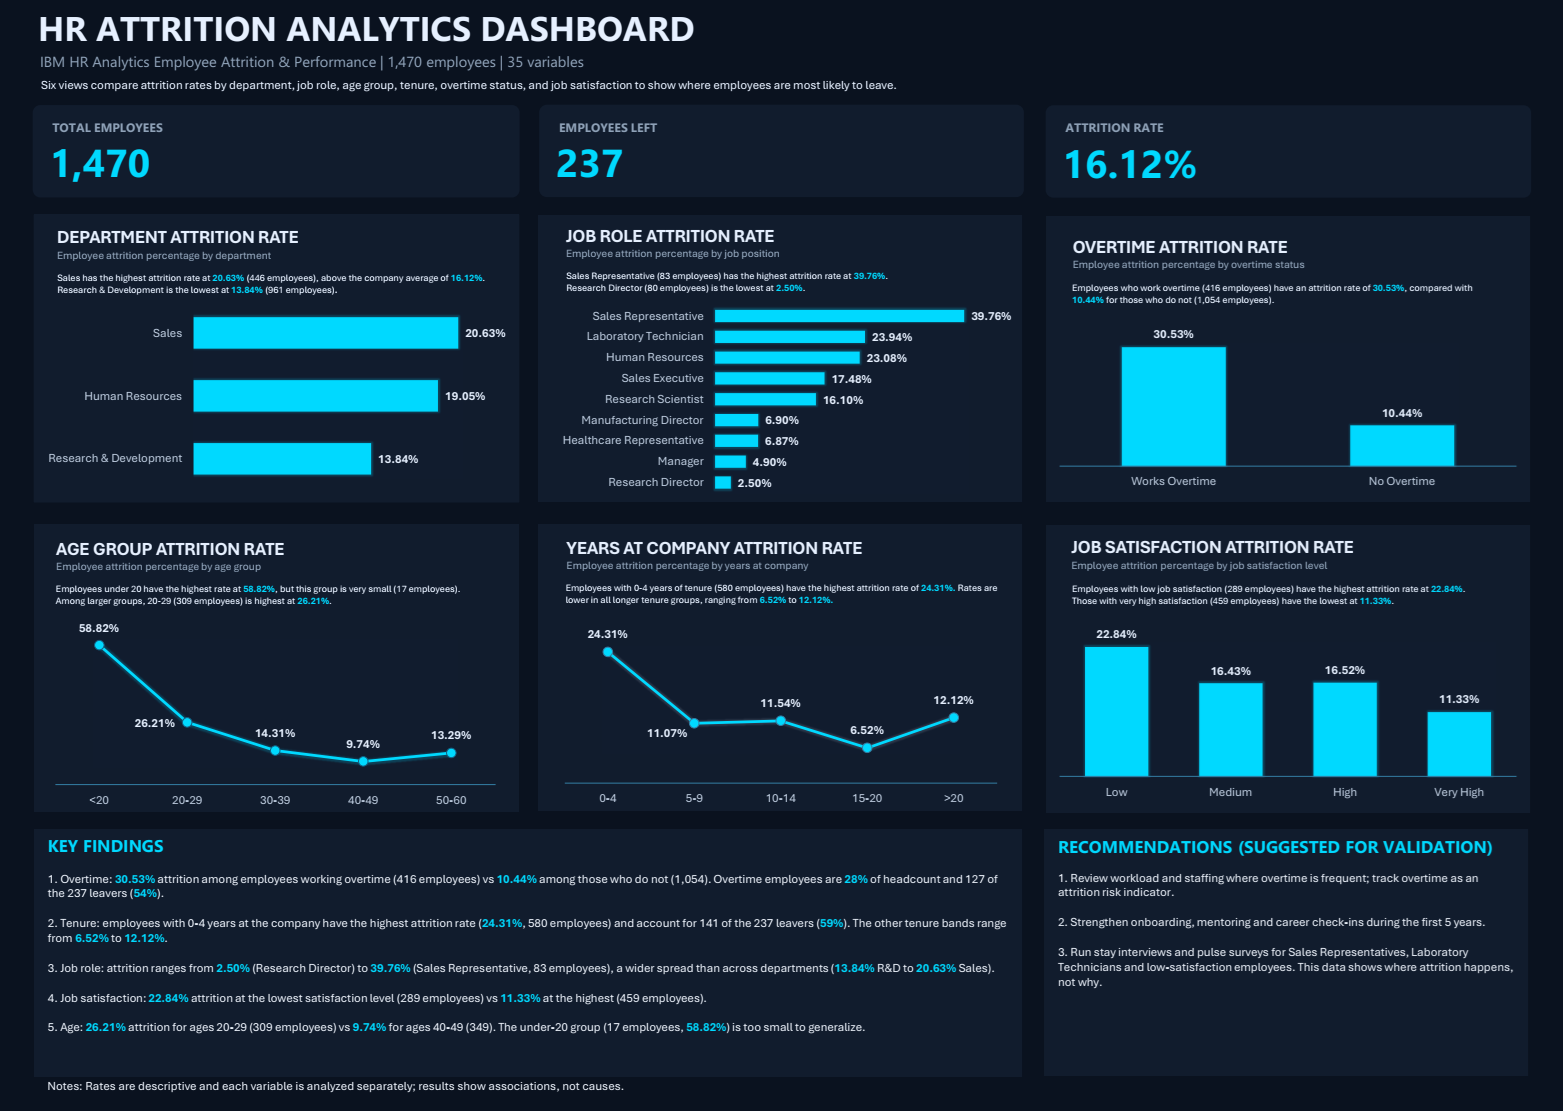 HR ATTRITION ANALYTICS DASHBOARD
IBM HR Analytics Employee Attrition & Performance | 1,470 employees | 35 variables
Six views compare attrition rates by department, job role, age group, tenure, overtime status, and job satisfaction to show where employees are most likely to leave.
TOTAL EMPLOYEES
1,470
EMPLOYEES LEFT
237
ATTRITION RATE
16.12%
DEPARTMENT ATTRITION RATE
Employee attrition percentage by department
Sales has the highest attrition rate at 20.63% (446 employees), above the company average of 16.12%.
Research & Development is the lowest at 13.84% (961 employees).
Sales 20.63%
Human Resources 19.05%
Research & Development 13.84%
JOB ROLE ATTRITION RATE
Employee attrition percentage by job position
Sales Representative (83 employees) has the highest attrition rate at 39.76%.
Research Director (80 employees) is the lowest at 2.50%.
Sales Representative 39.76%
Laboratory Technician 23.94%
Human Resources 23.08%
Sales Executive 17.48%
Research Scientist 16.10%
Manufacturing Director 6.90%
Healthcare Representative 6.87%
Manager 4.90%
Research Director 2.50%
OVERTIME ATTRITION RATE
Employee attrition percentage by overtime status
Employees who work overtime (416 employees) have an attrition rate of 30.53%, compared with
10.44% for those who do not (1,054 employees).
30.53%
10.44%
Works Overtime No Overtime
AGE GROUP ATTRITION RATE
Employee attrition percentage by age group
Employees under 20 have the highest rate at 58.82%, but this group is very small (17 employees).
Among larger groups, 20-29 (309 employees) is highest at 26.21%.
58.82%
26.21%
14.31%
9.74%
13.29%
<20 20-29 30-39 40-49 50-60
YEARS AT COMPANY ATTRITION RATE
Employee attrition percentage by years at company
Employees with 0-4 years of tenure (580 employees) have the highest attrition rate of 24.31%. Rates are
lower in all longer tenure groups, ranging from 6.52% to 12.12%.
24.31%
11.07%
11.54%
6.52%
12.12%
0-4 5-9 10-14 15-20 >20
JOB SATISFACTION ATTRITION RATE
Employee attrition percentage by job satisfaction level
Employees with low job satisfaction (289 employees) have the highest attrition rate at 22.84%.
Those with very high satisfaction (459 employees) have the lowest at 11.33%.
22.84%
16.43%
16.52%
11.33%
Low Medium High Very High
KEY FINDINGS
1. Overtime: 30.53% attrition among employees working overtime (416 employees) vs 10.44% among those who do not (1,054). Overtime employees are 28% of headcount and 127 of
the 237 leavers (54%).
2. Tenure: employees with 0-4 years at the company have the highest attrition rate (24.31%, 580 employees) and account for 141 of the 237 leavers (59%). The other tenure bands range
from 6.52% to 12.12%.
3. Job role: attrition ranges from 2.50% (Research Director) to 39.76% (Sales Representative, 83 employees), a wider spread than across departments (13.84% R&D to 20.63% Sales).
4. Job satisfaction: 22.84% attrition at the lowest satisfaction level (289 employees) vs 11.33% at the highest (459 employees).
5. Age: 26.21% attrition for ages 20-29 (309 employees) vs 9.74% for ages 40-49 (349). The under-20 group (17 employees, 58.82%) is too small to generalize.
RECOMMENDATIONS (SUGGESTED FOR VALIDATION)
1. Review workload and staffing where overtime is frequent; track overtime as an
attrition risk indicator.
2. Strengthen onboarding, mentoring and career check-ins during the first 5 years.
3. Run stay interviews and pulse surveys for Sales Representatives, Laboratory
Technicians and low-satisfaction employees. This data shows where attrition happens,
not why.
Notes: Rates are descriptive and each variable is analyzed separately; results show associations, not causes.